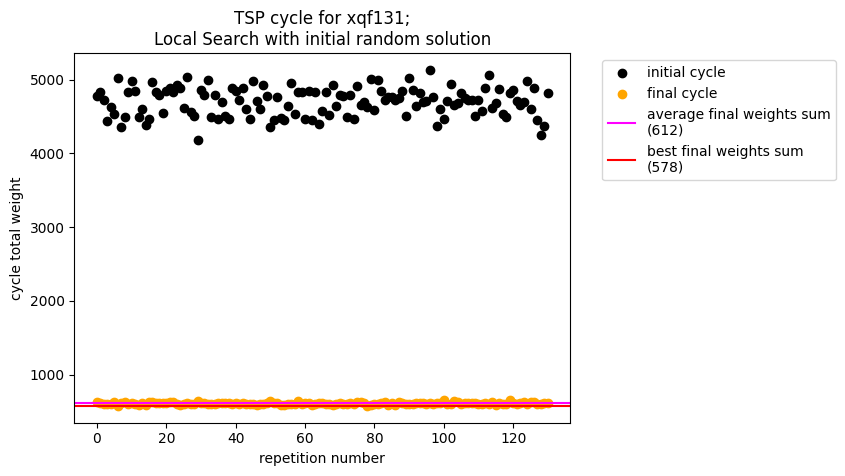 TSP cycle for xqf131;
Local Search with initial random solution
cycle total weight
5000
4000
3000
2000
1000
0
20
40
60
80
100
120
repetition number
initial cycle
final cycle
average final weights sum
(612)
best final weights sum
(578)